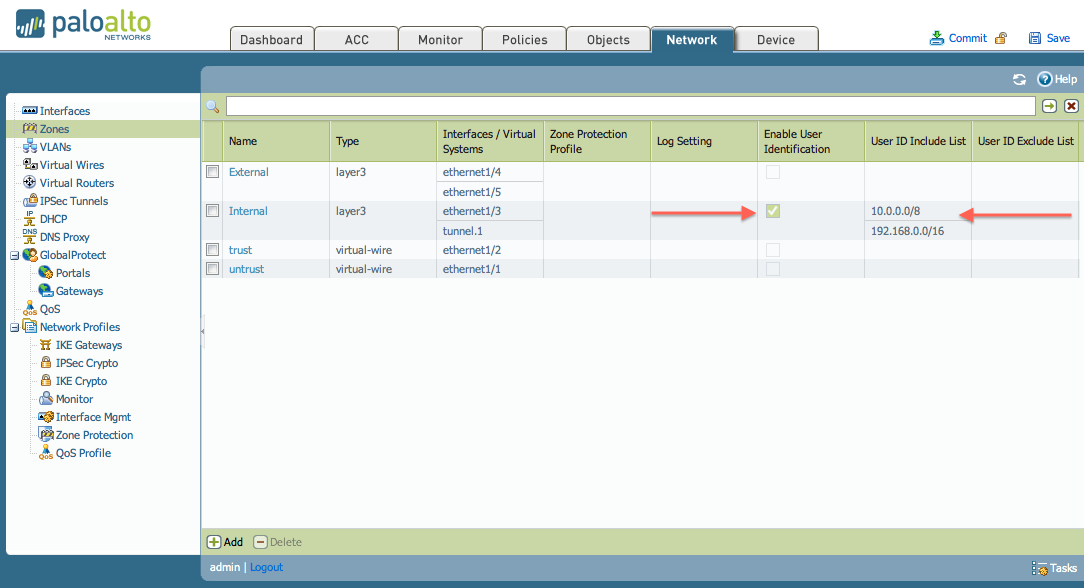 paloalto
NETWORKS
Dashboard ACC Monitor Policies Objects Network Device
Commit Save
Help
Interfaces
Zones
VLANs
Virtual Wires
Virtual Routers
IPSec Tunnels
IP
DHCP
DNS
DNS Proxy
GlobalProtect
Portals
Gateways
QoS
QoS
Network Profiles
IKE Gateways
IPSec Crypto
IKE Crypto
Monitor
Interface Mgmt
Zone Protection
QoS
QoS Profile
Name Type Interfaces / Virtual Systems Zone Protection Profile Log Setting Enable User Identification User ID Include List User ID Exclude List
External layer3 ethernet1/4
ethernet1/5
Internal layer3 ethernet1/3 10.0.0.0/8
tunnel.1 192.168.0.0/16
trust virtual-wire ethernet1/2
untrust virtual-wire ethernet1/1
Add Delete
admin | Logout
Tasks